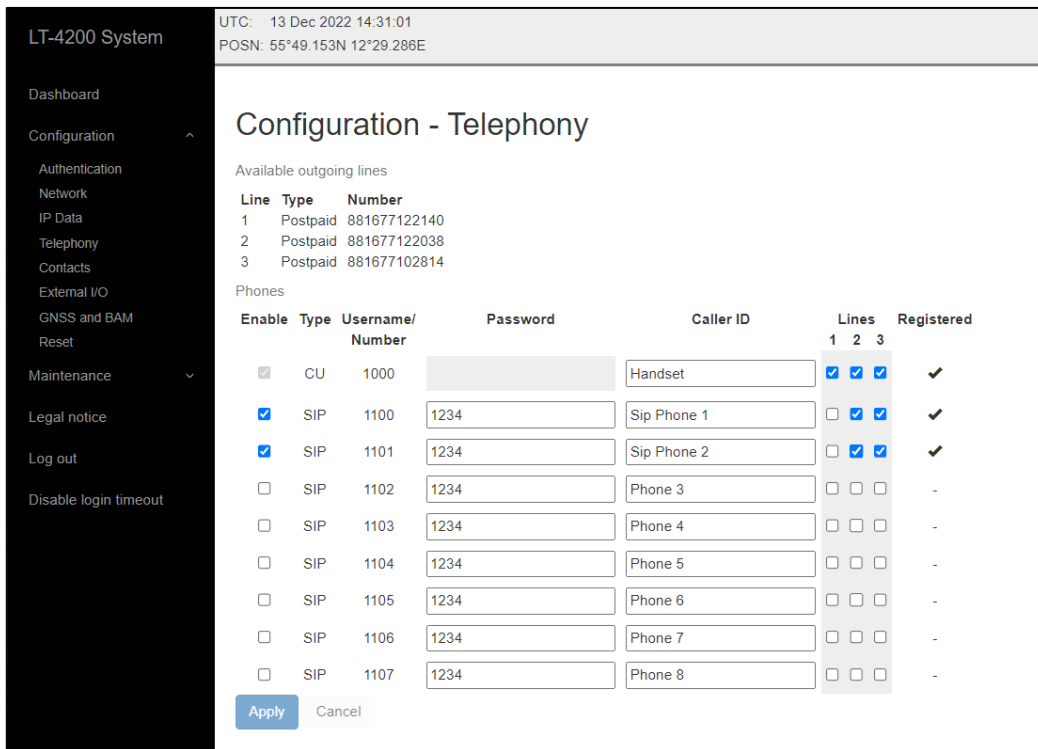 LT-4200 System
Dashboard
Configuration
Authentication
Network
IP Data
Telephony
Contacts
External I/O
GNSS and BAM
Reset
Maintenance
Legal notice
Log out
Disable login timeout
UTC: 13 Dec 2022 14:31:01
POSN: 55°49.153N 12°29.286E
Configuration - Telephony
Available outgoing lines
Line Type Number
1 Postpaid 881677122140
2 Postpaid 881677122038
3 Postpaid 881677102814
Phones
Enable Type Username/ Password Caller ID Lines Registered
Number 1 2 3
CU 1000 Handset
SIP 1100 1234 Sip Phone 1
SIP 1101 1234 Sip Phone 2
SIP 1102 1234 Phone 3 -
SIP 1103 1234 Phone 4 -
SIP 1104 1234 Phone 5 -
SIP 1105 1234 Phone 6 -
SIP 1106 1234 Phone 7 -
SIP 1107 1234 Phone 8 -
Apply Cancel